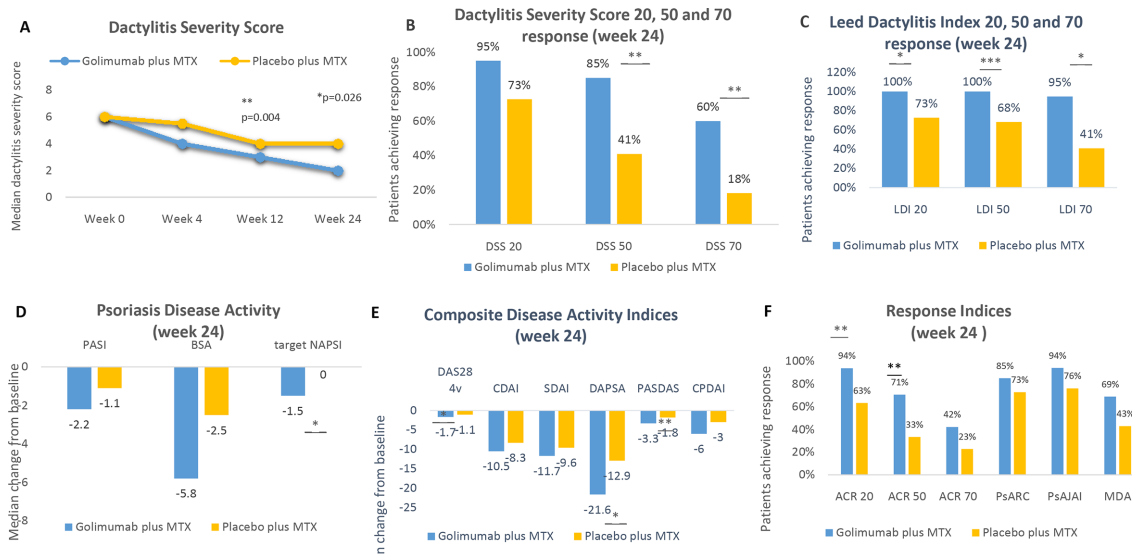 A
Dactylitis Severity Score
Golimumab plus MTX
Placebo plus MTX
Median dactylitis severity score
8
6
4
2
0
**
p=0.004
*p=0.026
Week 0
Week 4
Week 12
Week 24
B
Dactylitis Severity Score 20, 50 and 70
response (week 24)
Patients achieving response
100%
80%
60%
40%
20%
00%
95%
73%
85%
41%
**
60%
18%
**
DSS 20
DSS 50
DSS 70
Golimumab plus MTX
Placebo plus MTX
C
Leed Dactylitis Index 20, 50 and 70
response (week 24)
Patients achieving response
120%
100%
80%
60%
40%
20%
00%
*
100%
73%
***
100%
68%
*
95%
41%
LDI 20
LDI 50
LDI 70
Golimumab plus MTX
Placebo plus MTX
D
Psoriasis Disease Activity
(week 24)
Median change from baseline
PASI
BSA
target NAPSI
0
-2
-4
-6
-8
-2.2
-1.1
-5.8
-2.5
-1.5
0
*
Golimumab plus MTX
Placebo plus MTX
E
Composite Disease Activity Indices
(week 24)
n change from baseline
DAS28
4v
CDAI
SDAI
DAPSA
PASDAS
CPDAI
0
-5
-10
-15
-20
-25
*
-1.7
-1.1
-10.5
-8.3
-11.7
-9.6
-21.6
-12.9
*
-3.3
**
-1.8
-6
-3
Golimumab plus MTX
Placebo plus MTX
F
Response Indices
(week 24 )
Patients achieving response
100%
80%
60%
40%
20%
00%
**
94%
63%
**
71%
33%
42%
23%
85%
73%
94%
76%
69%
43%
ACR 20
ACR 50
ACR 70
PsARC
PsAJAI
MDA
Golimumab plus MTX
Placebo plus MTX